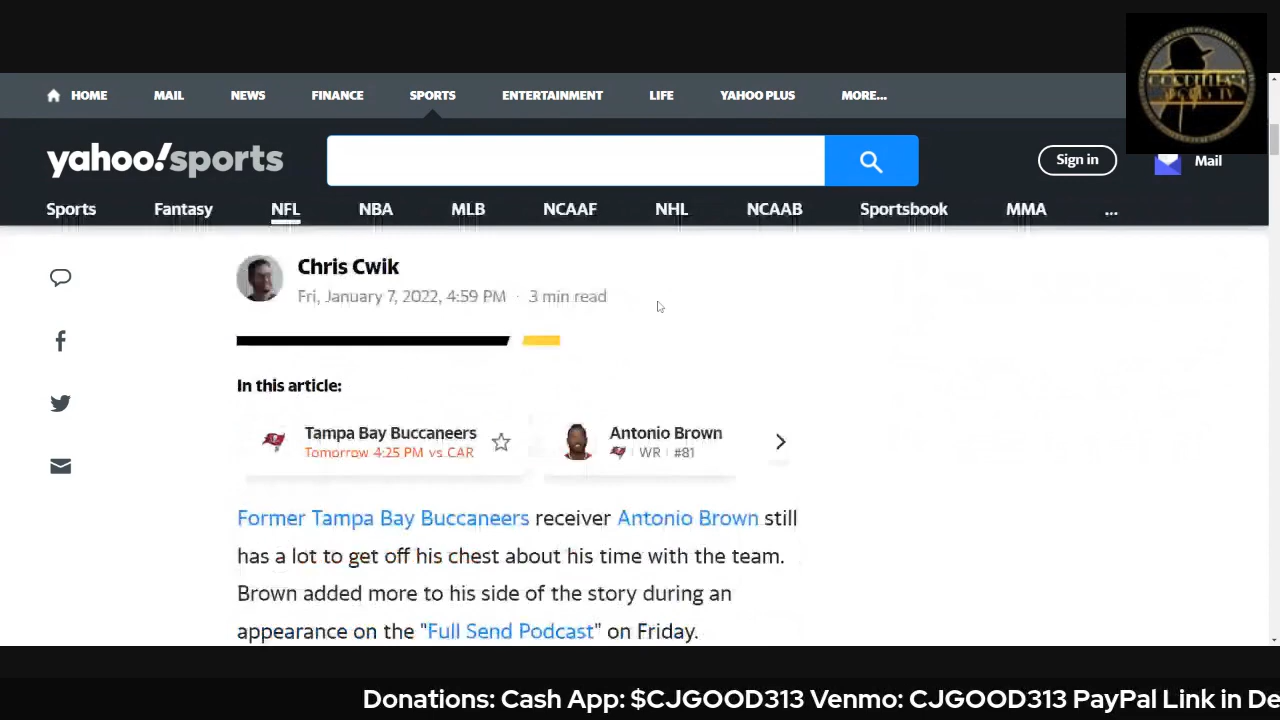 HOME MAIL NEWS FINANCE SPORTS ENTERTAINMENT LIFE YAHOO PLUS MORE...
yahoo!sports
Sign in
Mail
Sports Fantasy NFL NBA MLB NCAAF NHL NCAAB Sportsbook MMA ...
Chris Cwik
Fri, January 7, 2022, 4:59 PM · 3 min read
In this article:
Tampa Bay Buccaneers
Tomorrow 4:25 PM vs CAR
Antonio Brown
WR | #81
Former Tampa Bay Buccaneers receiver Antonio Brown still
has a lot to get off his chest about his time with the team.
Brown added more to his side of the story during an
appearance on the "Full Send Podcast" on Friday.
Donations: Cash App: $CJGOOD313 Venmo: CJGOOD313 PayPal Link in De